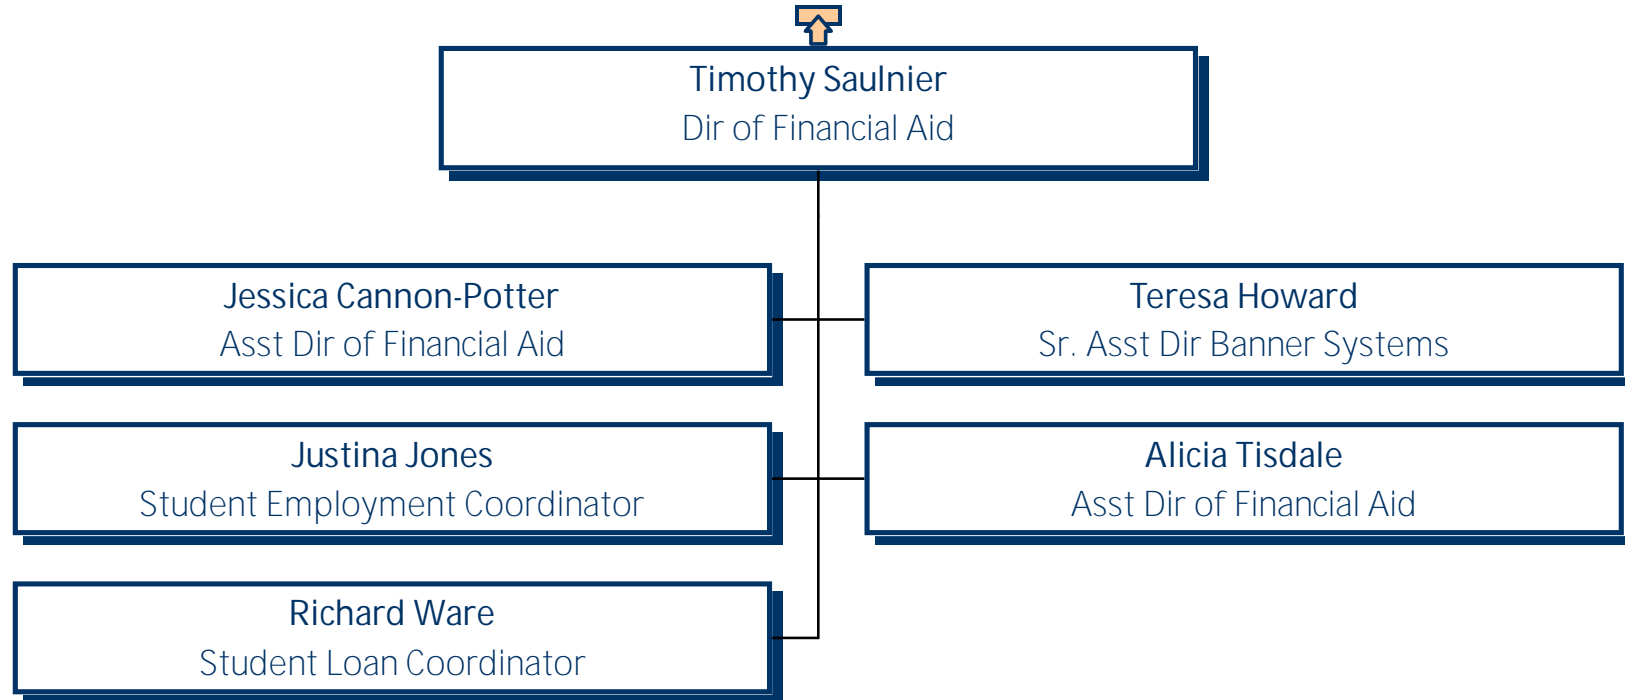 Timothy Saulnier
Dir of Financial Aid
Jessica Cannon-Potter
Asst Dir of Financial Aid
Teresa Howard
Sr. Asst Dir Banner Systems
Justina Jones
Student Employment Coordinator
Alicia Tisdale
Asst Dir of Financial Aid
Richard Ware
Student Loan Coordinator